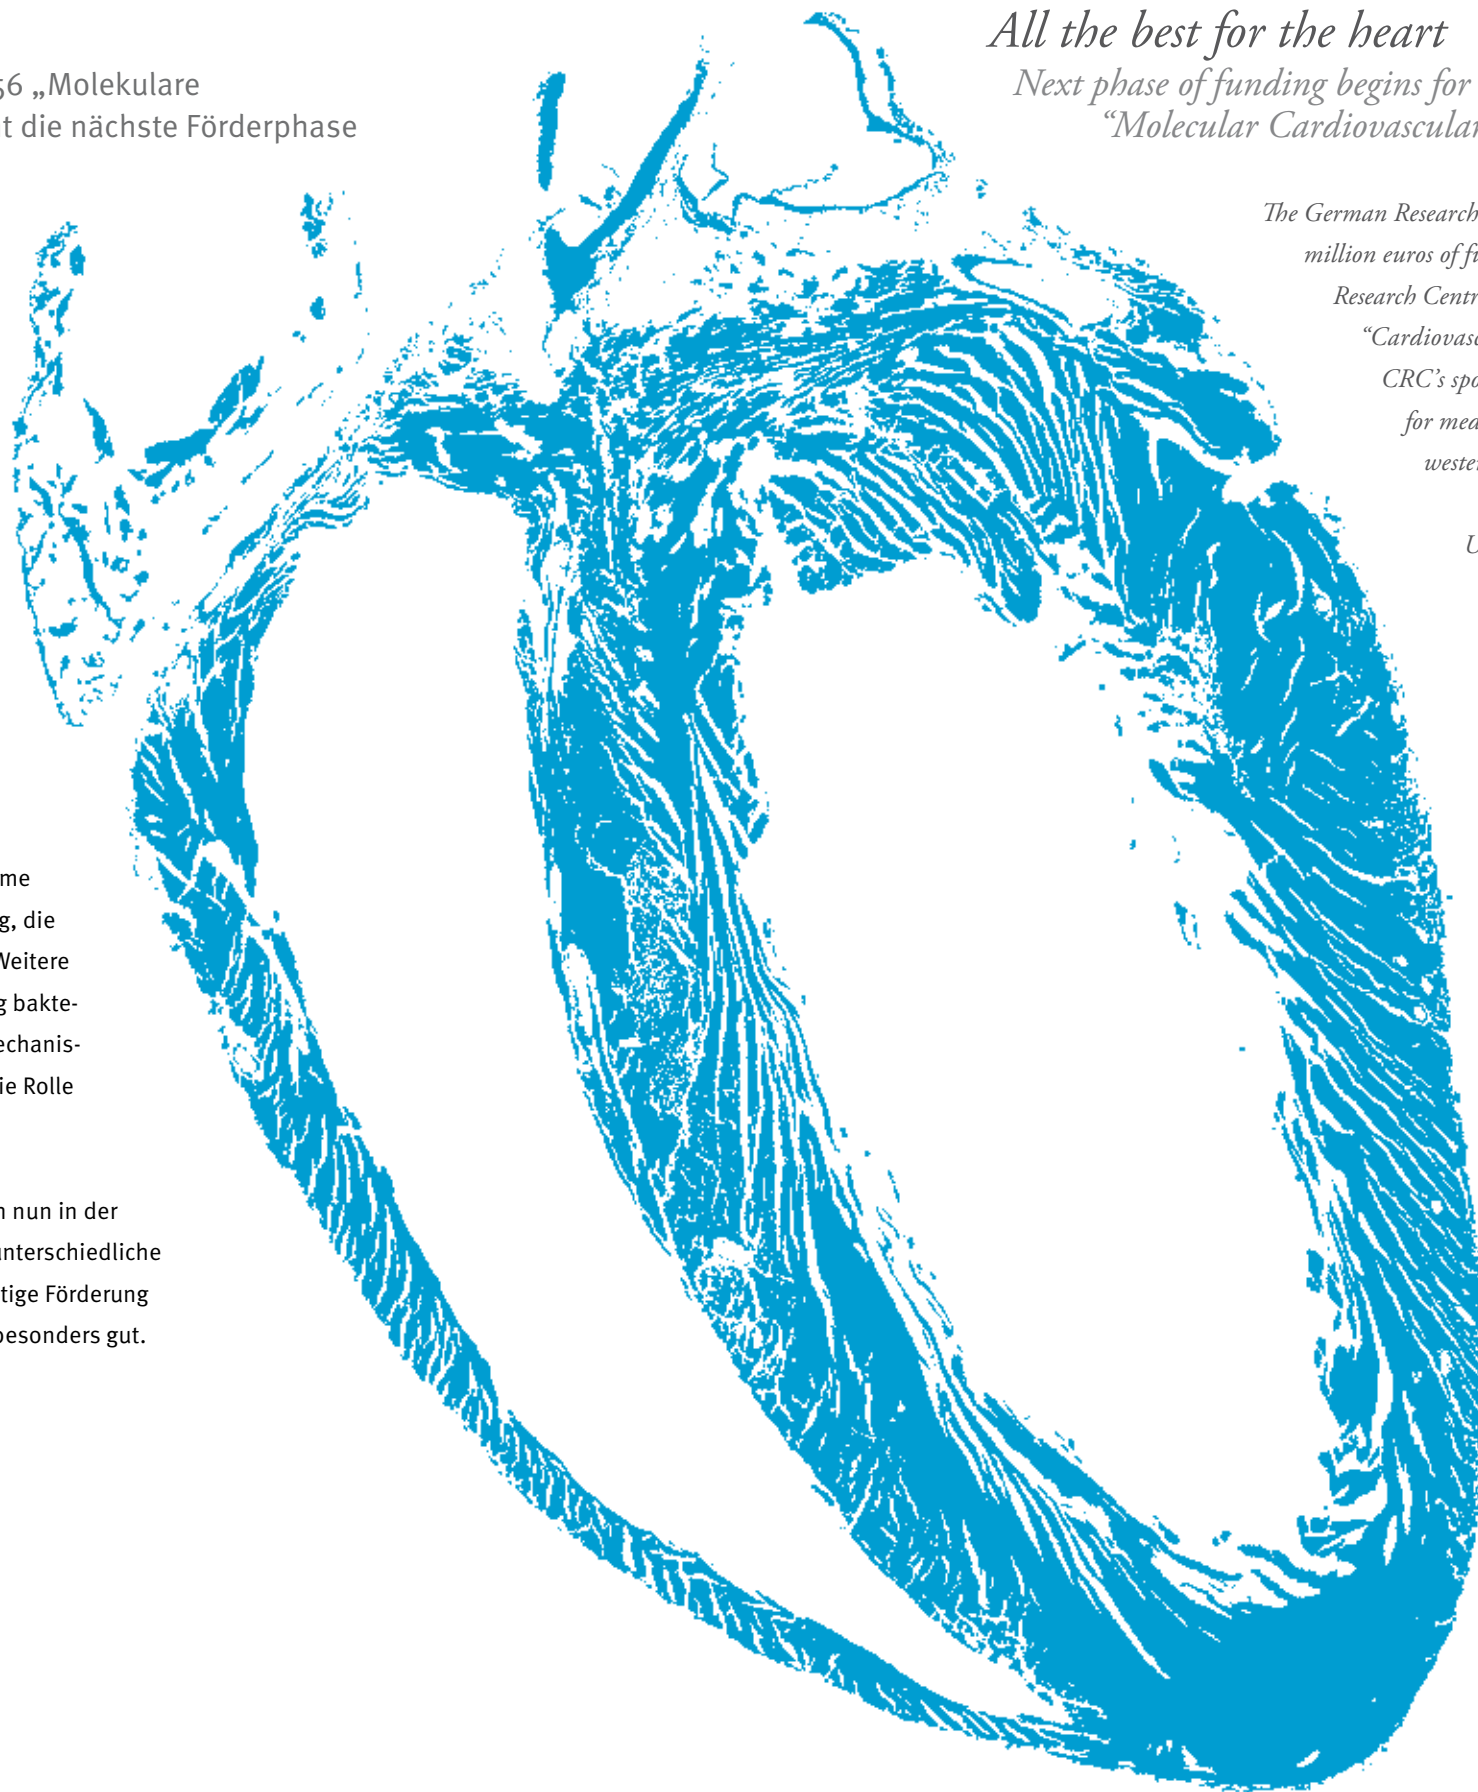 56 „Molekulare
t die nächste Förderphase
All the best for the heart
Next phase of funding begins for
“Molecular Cardiovascular
The German Research
million euros of fu
Research Centr
“Cardiovasc
CRC’s spo
for med
wester
U
me
g, die
Weitere
g bakte-
echanis-
ie Rolle
n nun in der
unterschiedliche
tige Förderung
besonders gut.